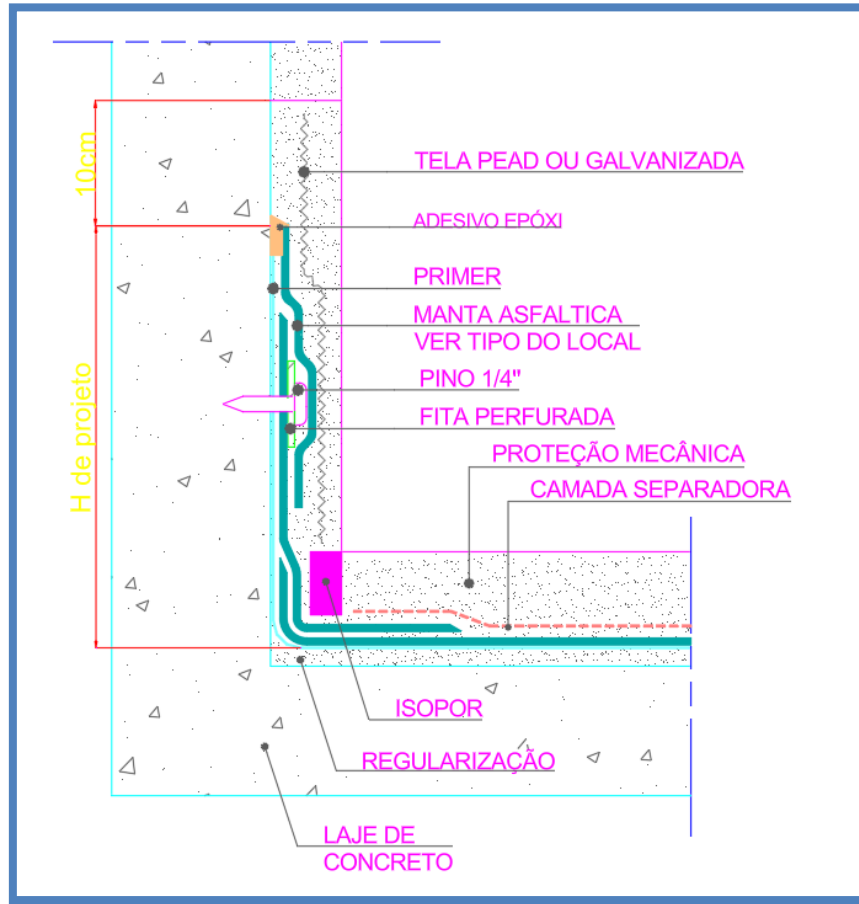 10cm
H de projeto
TELA PEAD OU GALVANIZADA
ADESIVO EPÓXI
PRIMER
MANTA ASFALTICA
VER TIPO DO LOCAL
PINO 1/4"
FITA PERFURADA
PROTEÇÃO MECÂNICA
CAMADA SEPARADORA
ISOPOR
REGULARIZAÇÃO
LAJE DE
CONCRETO